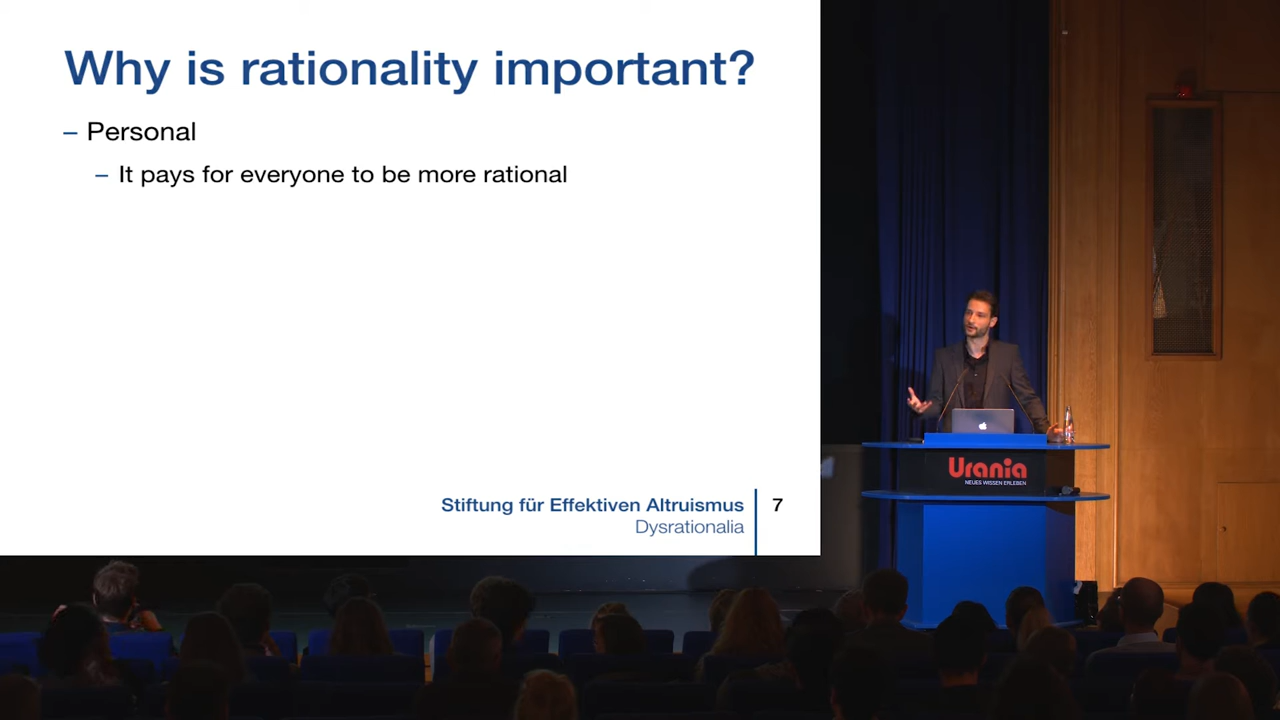 Why is rationality important?
– Personal
– It pays for everyone to be more rational
Stiftung für Effektiven Altruismus
7
Dysrationalia
Urania
NEUES WISSEN ERLEBEN